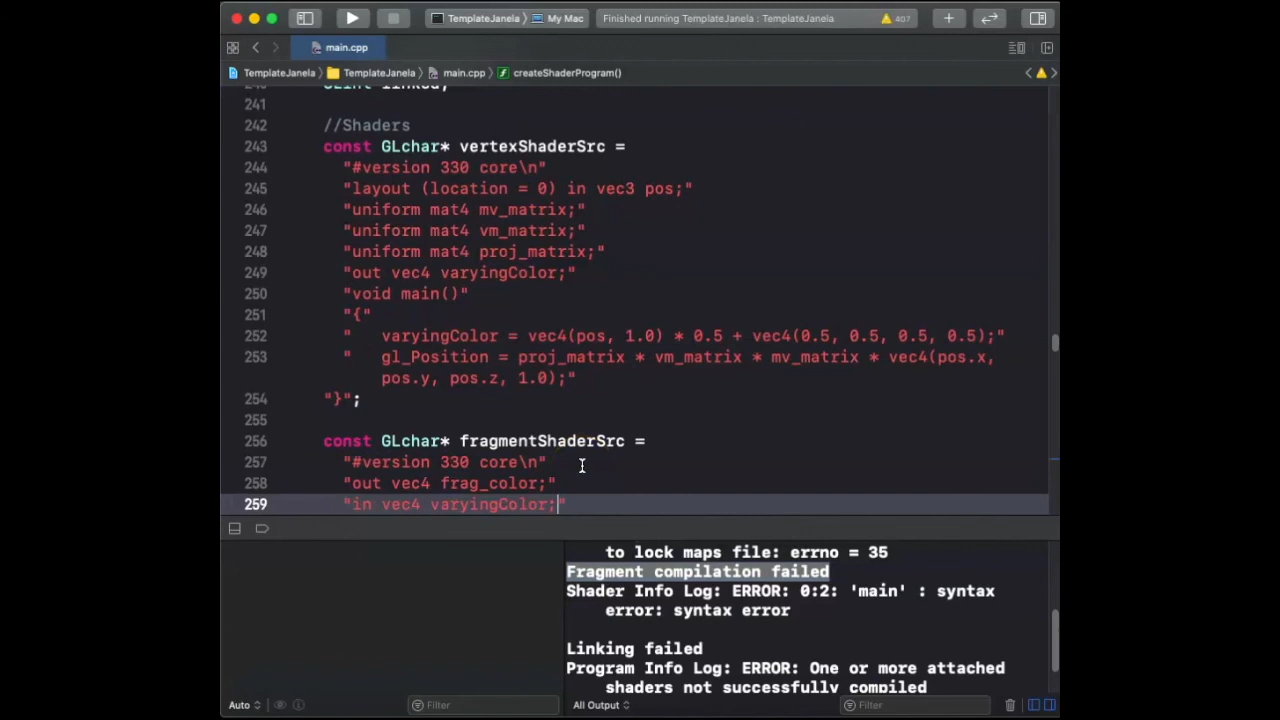 TemplateJanela
My Mac
Finished running TemplateJanela : TemplateJanela
407
main.cpp
TemplateJanela
TemplateJanela
main.cpp
createShaderProgram()
241
242 //Shaders
243 const GLchar* vertexShaderSrc =
244 "#version 330 core\n"
245 "layout (location = 0) in vec3 pos;"
246 "uniform mat4 mv_matrix;"
247 "uniform mat4 vm_matrix;"
248 "uniform mat4 proj_matrix;"
249 "out vec4 varyingColor;"
250 "void main()"
251 "{"
252 "   varyingColor = vec4(pos, 1.0) * 0.5 + vec4(0.5, 0.5, 0.5, 0.5);"
253 "   gl_Position = proj_matrix * vm_matrix * mv_matrix * vec4(pos.x,
pos.y, pos.z, 1.0);"
254 "}";
255
256 const GLchar* fragmentShaderSrc =
257 "#version 330 core\n"
258 "out vec4 frag_color;"
259 "in vec4 varyingColor;"
to lock maps file: errno = 35
Fragment compilation failed
Shader Info Log: ERROR: 0:2: 'main' : syntax
error: syntax error
Linking failed
Program Info Log: ERROR: One or more attached
shaders not successfully compiled
Auto
Filter
All Output
Filter